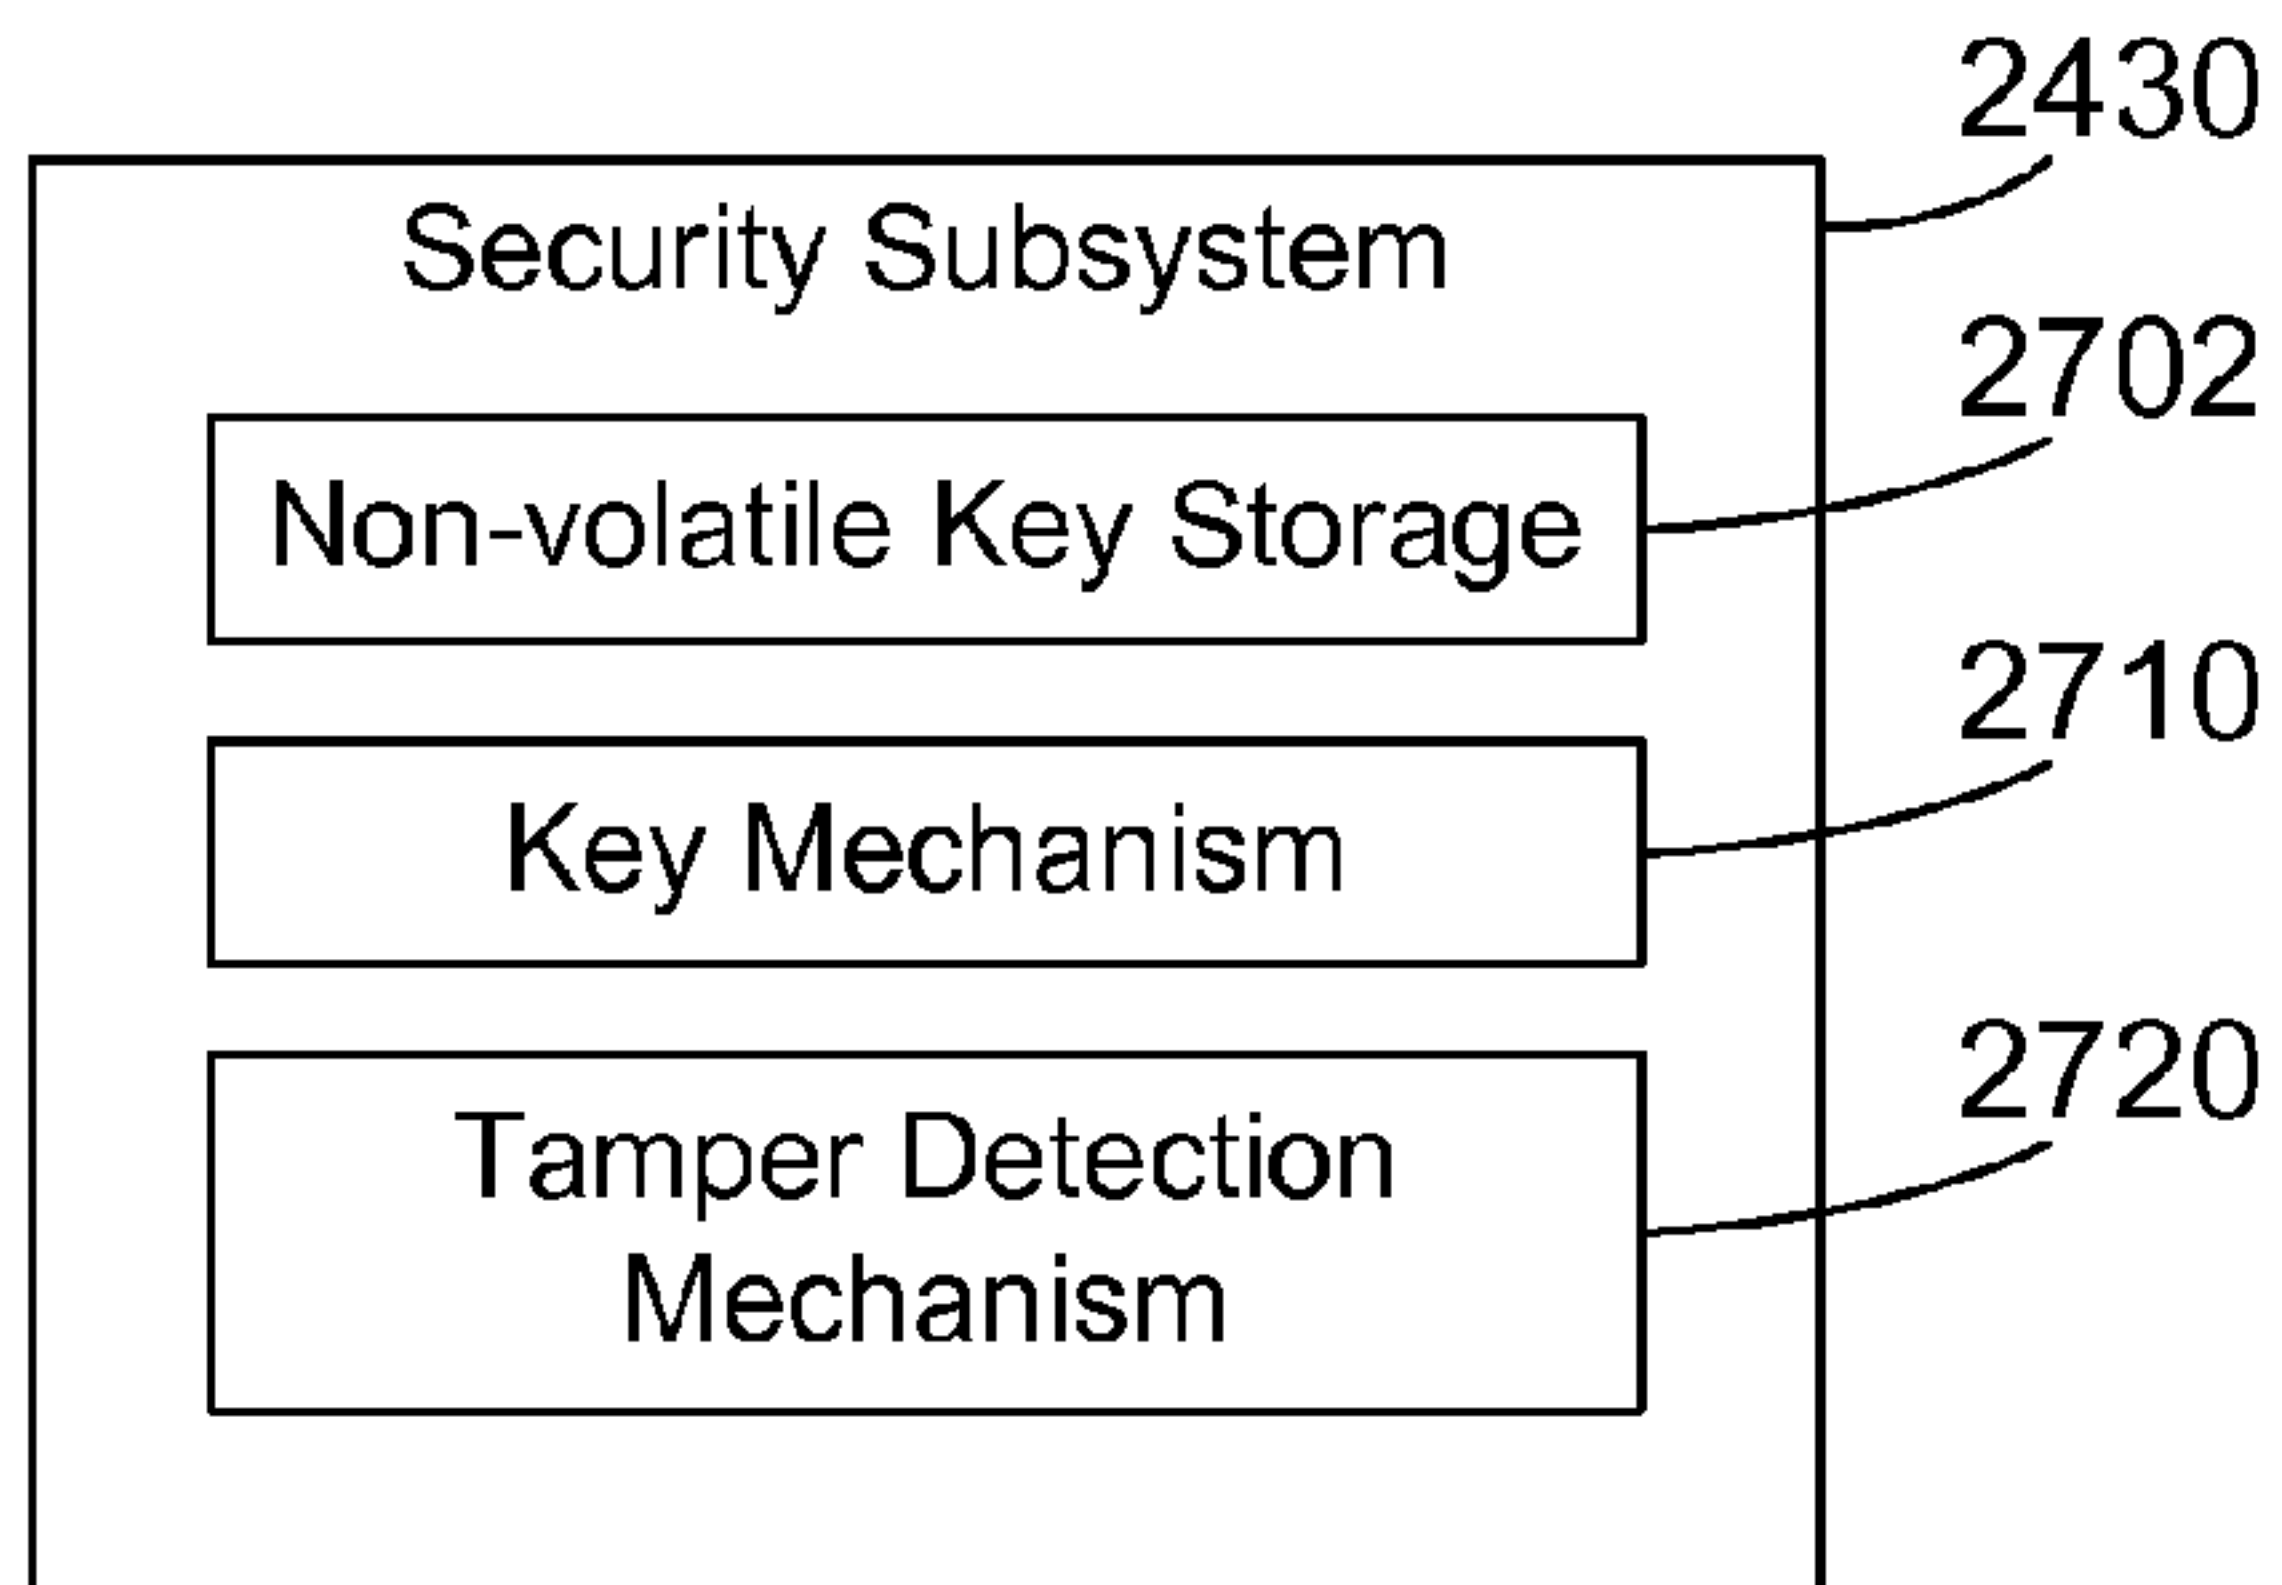 2430
Security Subsystem
2702
Non-volatile Key Storage
2710
Key Mechanism
2720
Tamper Detection
Mechanism